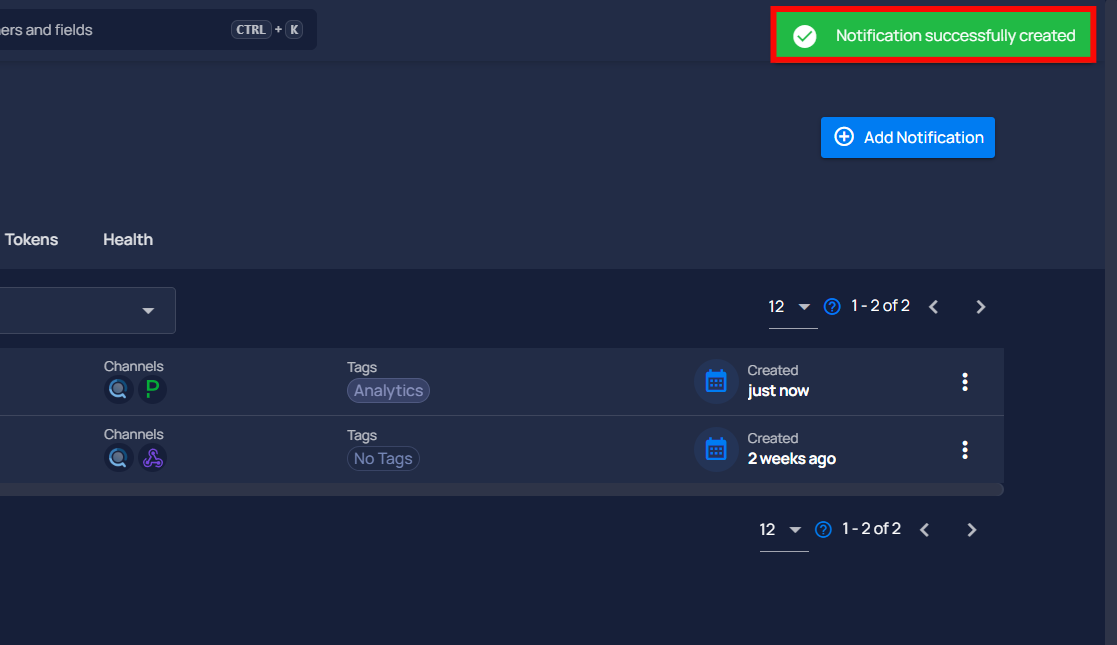 ers and fields
CTRL + K
Notification successfully created
Add Notification
Tokens
Health
12
1 - 2 of 2
Channels
Tags
Analytics
Created
just now
Channels
Tags
No Tags
Created
2 weeks ago
12
1 - 2 of 2